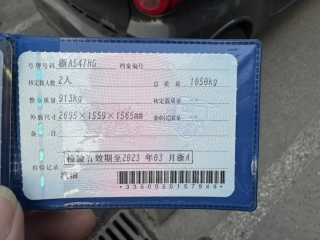 号牌号码 浙A547HG 档案编号
核定载人数 2人 总质量 1050kg
整备质量 913Kg 核定载质量 --
外廓尺寸 2695×1559×1565mm 准牵引总质量 --
备注
检验有效期至2023年03月浙A
检验记录
汽油
*3350050157948*